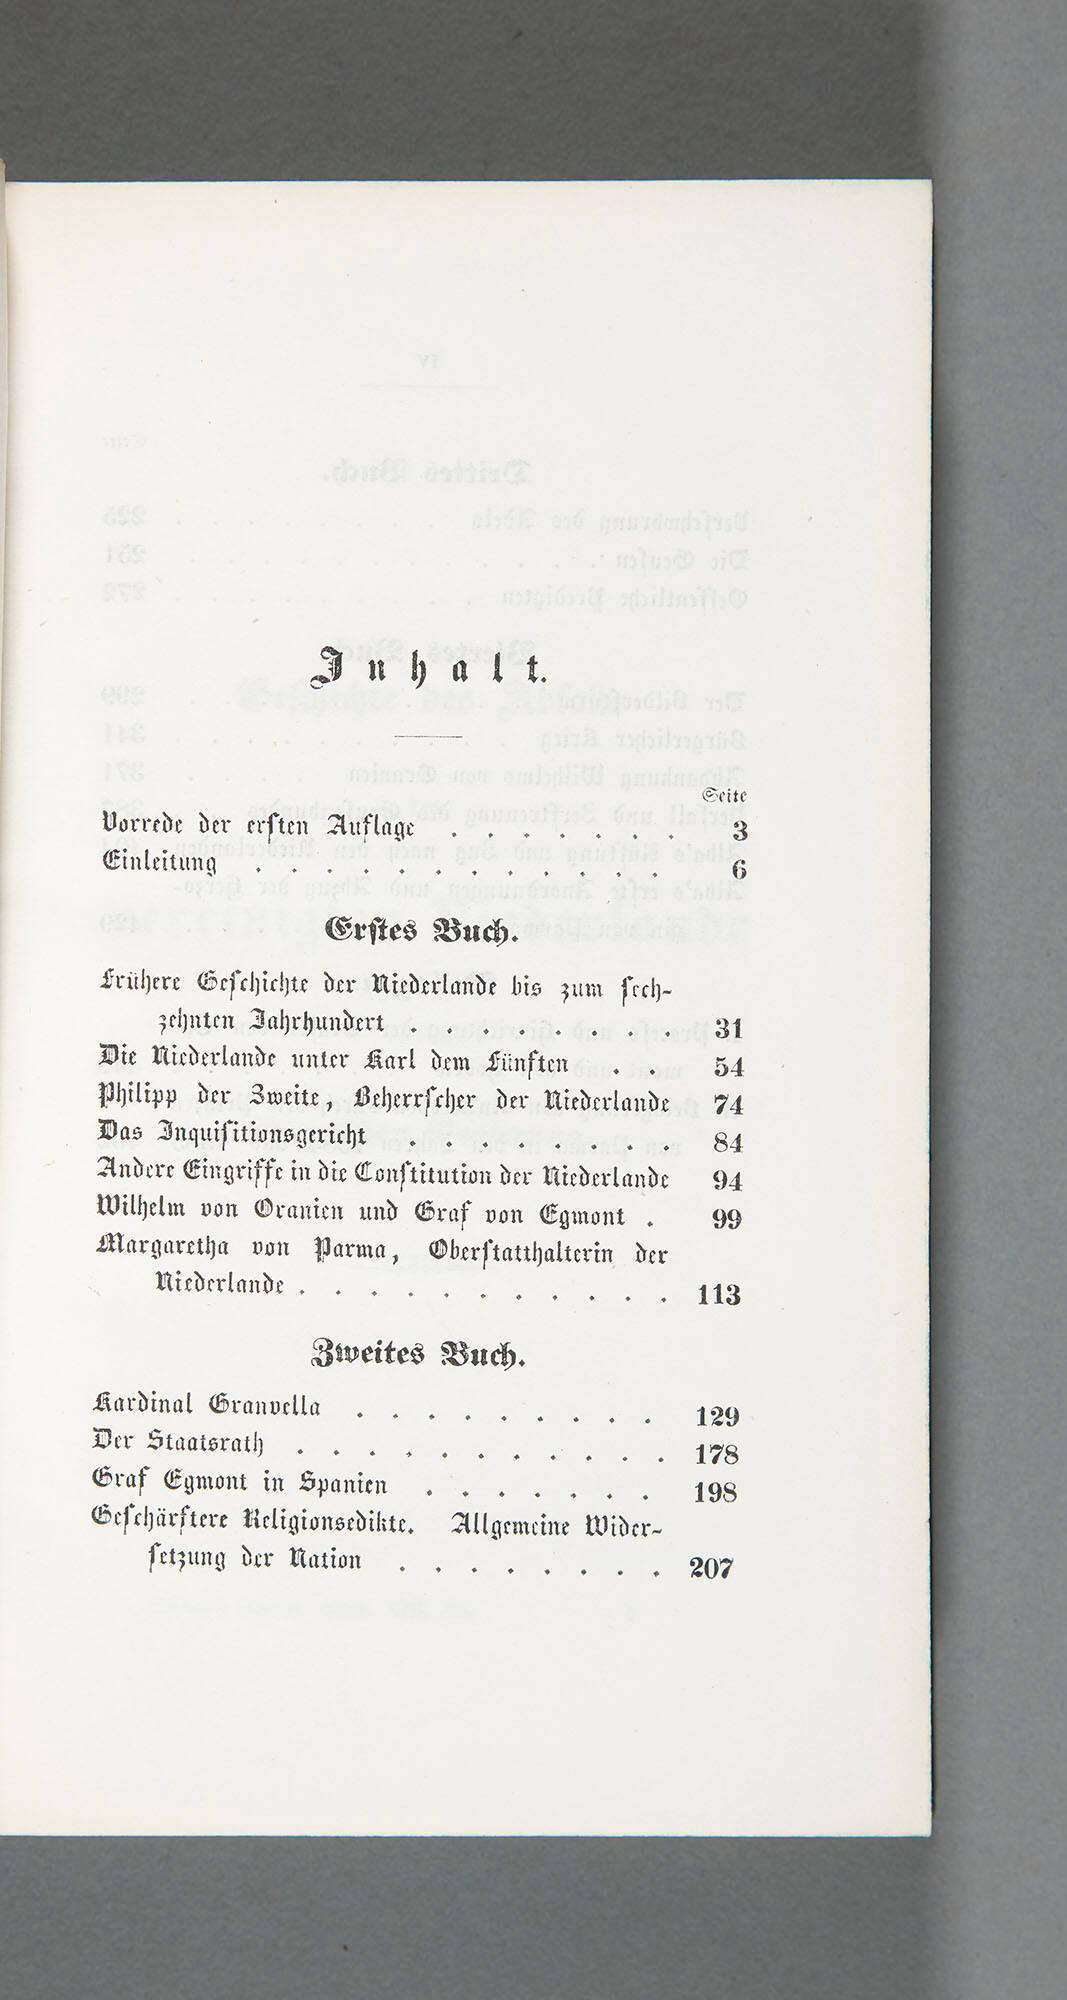 Inhalt.
Seite
Vorrede der ersten Auflage . . . . . . . 3
Einleitung . . . . . . . . . . . . 6
Erstes Buch.
Frühere Geschichte der Niederlande bis zum sech-
zehnten Jahrhundert . . . . . . . . 31
Die Niederlande unter Karl dem Fünften . . 54
Philipp der Zweite, Beherrscher der Niederlande 74
Das Inquisitionsgericht . . . . . . . . 84
Andere Eingriffe in die Constitution der Niederlande 94
Wilhelm von Oranien und Graf von Egmont . 99
Margaretha von Parma, Oberstatthalterin der
Niederlande . . . . . . . . . . . 113
Zweites Buch.
Kardinal Granvella . . . . . . . . . 129
Der Staatsrath . . . . . . . . . . . 178
Graf Egmont in Spanien . . . . . . . 198
Geschärftere Religionsedikte. Allgemeine Wider-
setzung der Nation . . . . . . . . 207